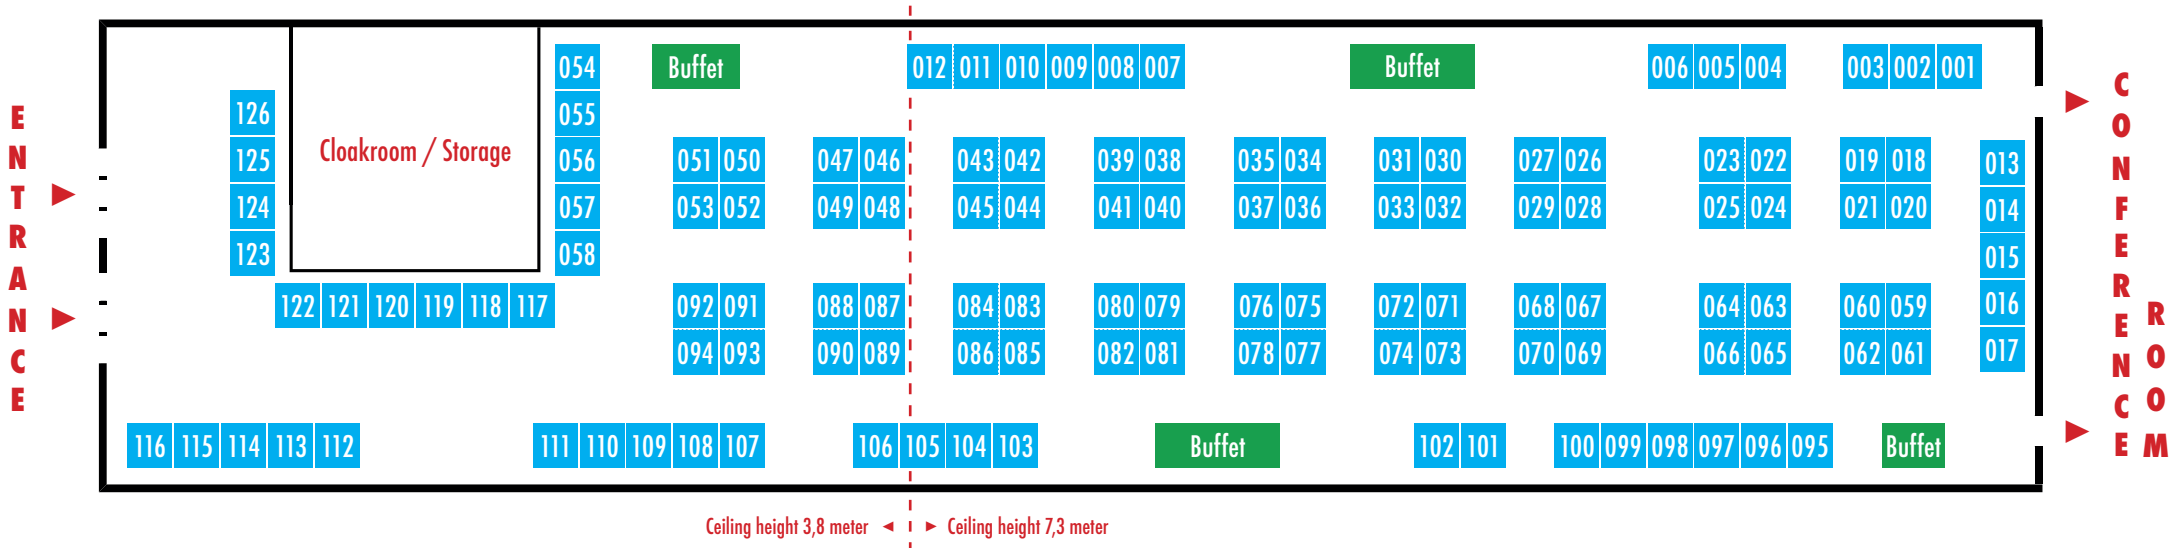 ENTRANCE
054 Buffet 012 011 010 009 008 007 Buffet 006 005 004 003 002 001
126 055
125 Cloakroom / Storage 056 051 050 047 046 043 042 039 038 035 034 031 030 027 026 023 022 019 018 013
124 057 053 052 049 048 045 044 041 040 037 036 033 032 029 028 025 024 021 020 014
123 058 015
122 121 120 119 118 117 092 091 088 087 084 083 080 079 076 075 072 071 068 067 064 063 060 059 016
094 093 090 089 086 085 082 081 078 077 074 073 070 069 066 065 062 061 017
116 115 114 113 112 111 110 109 108 107 106 105 104 103 Buffet 102 101 100 099 098 097 096 095 Buffet
CONFERENCE
ROOM
Ceiling height 3,8 meter Ceiling height 7,3 meter